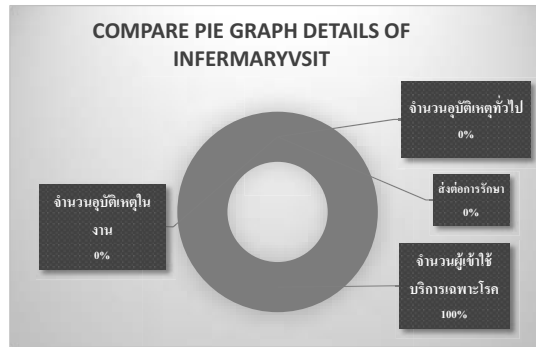 COMPARE PIE GRAPH DETAILS OF
INFERMARYVSIT
จำนวนอุบัติเหตุทั่วไป
0%
ส่งต่อการรักษา
0%
จำนวนอุบัติเหตุใน
งาน
0%
จำนวนผู้เข้าใช้
บริการเฉพาะโรค
100%